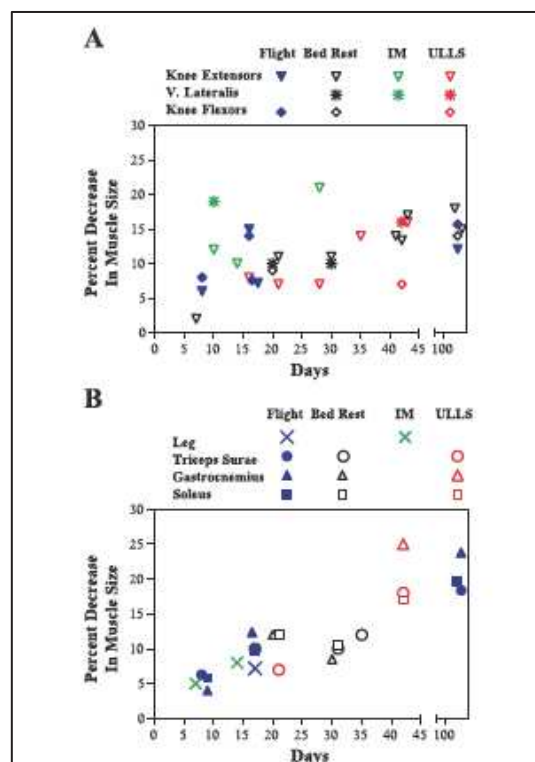 A
Flight Bed Rest IM ULLS
Knee Extensors
V. Lateralis
Knee Flexors
30
25
20
15
10
5
0
Percent Decrease
In Muscle Size
0 5 10 15 20 25 30 35 40 45 100
Days
B
Flight Bed Rest IM ULLS
Leg
Triceps Surae
Gastrocnemius
Soleus
30
25
20
15
10
5
0
Percent Decrease
In Muscle Size
0 5 10 15 20 25 30 35 40 45 100
Days